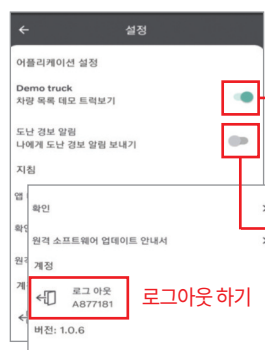 ← 설정
어플리케이션 설정
Demo truck
차량 목록 데모 트럭보기
도난 경보 알림
나에게 도난 경보 알림 보내기
지침
앱
확인
원격 소프트웨어 업데이트 안내서
계정
로그 아웃
A877181
로그아웃 하기
버전: 1.0.6